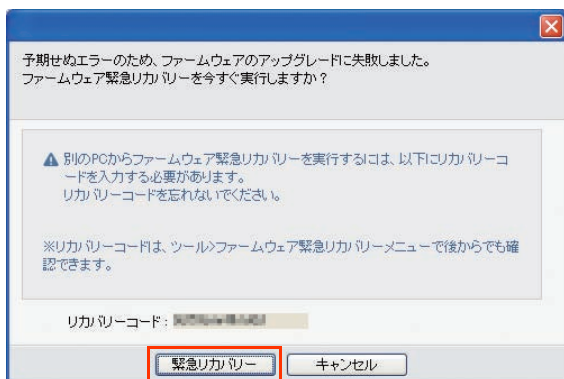 予期せぬエラーのため、ファームウェアのアップグレードに失敗しました。
ファームウェア緊急リカバリーを今すぐ実行しますか？
別のPCからファームウェア緊急リカバリーを実行するには、以下にリカバリーコ
ードを入力する必要があります。
リカバリーコードを忘れないでください。
※リカバリーコードは、ツール>ファームウェア緊急リカバリーメニューで後からでも確
認できます。
リカバリーコード：
緊急リカバリー
キャンセル